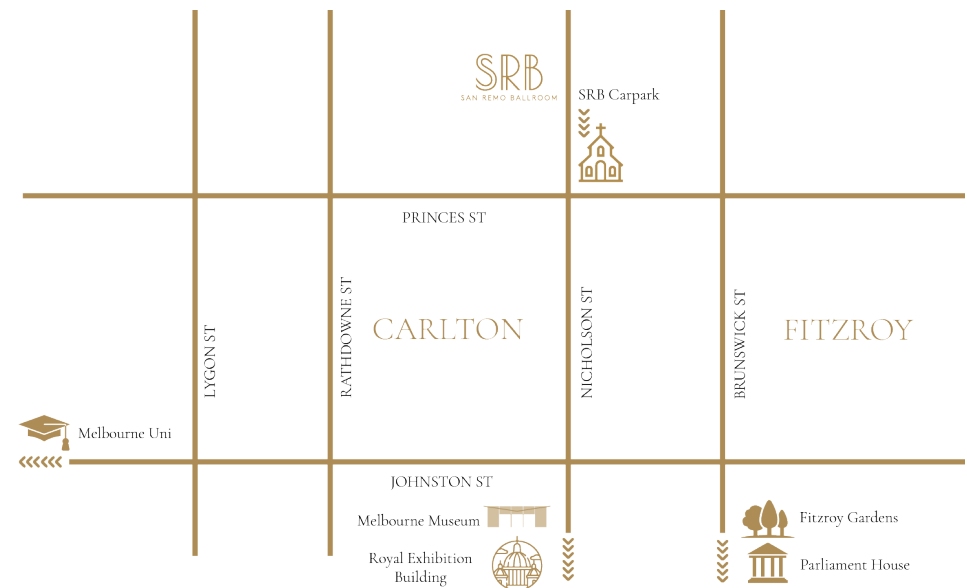 SRB
SAN REMO BALLROOM
SRB Carpark
PRINCES ST
LYGON ST
RATHDOWNE ST
CARLTON
NICHOLSON ST
BRUNSWICK ST
FITZROY
Melbourne Uni
JOHNSTON ST
Melbourne Museum
Fitzroy Gardens
Royal Exhibition
Building
Parliament House